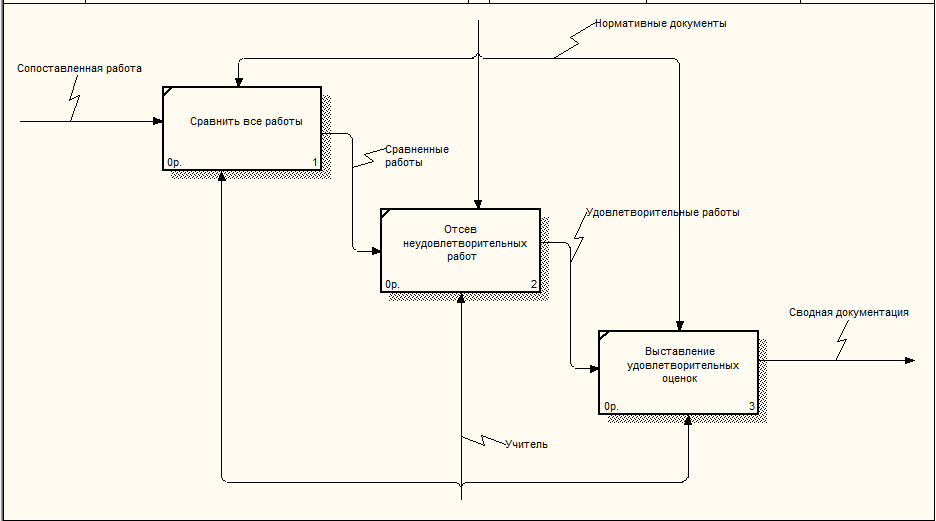 Нормативные документы
Сопоставленная работа
Сравнить все работы
0р. 1
Сравненные
работы
Удовлетворительные работы
Отсев
неудовлетворительных
работ
0р. 2
Сводная документация
Выставление
удовлетворительных
оценок
0р. 3
Учитель